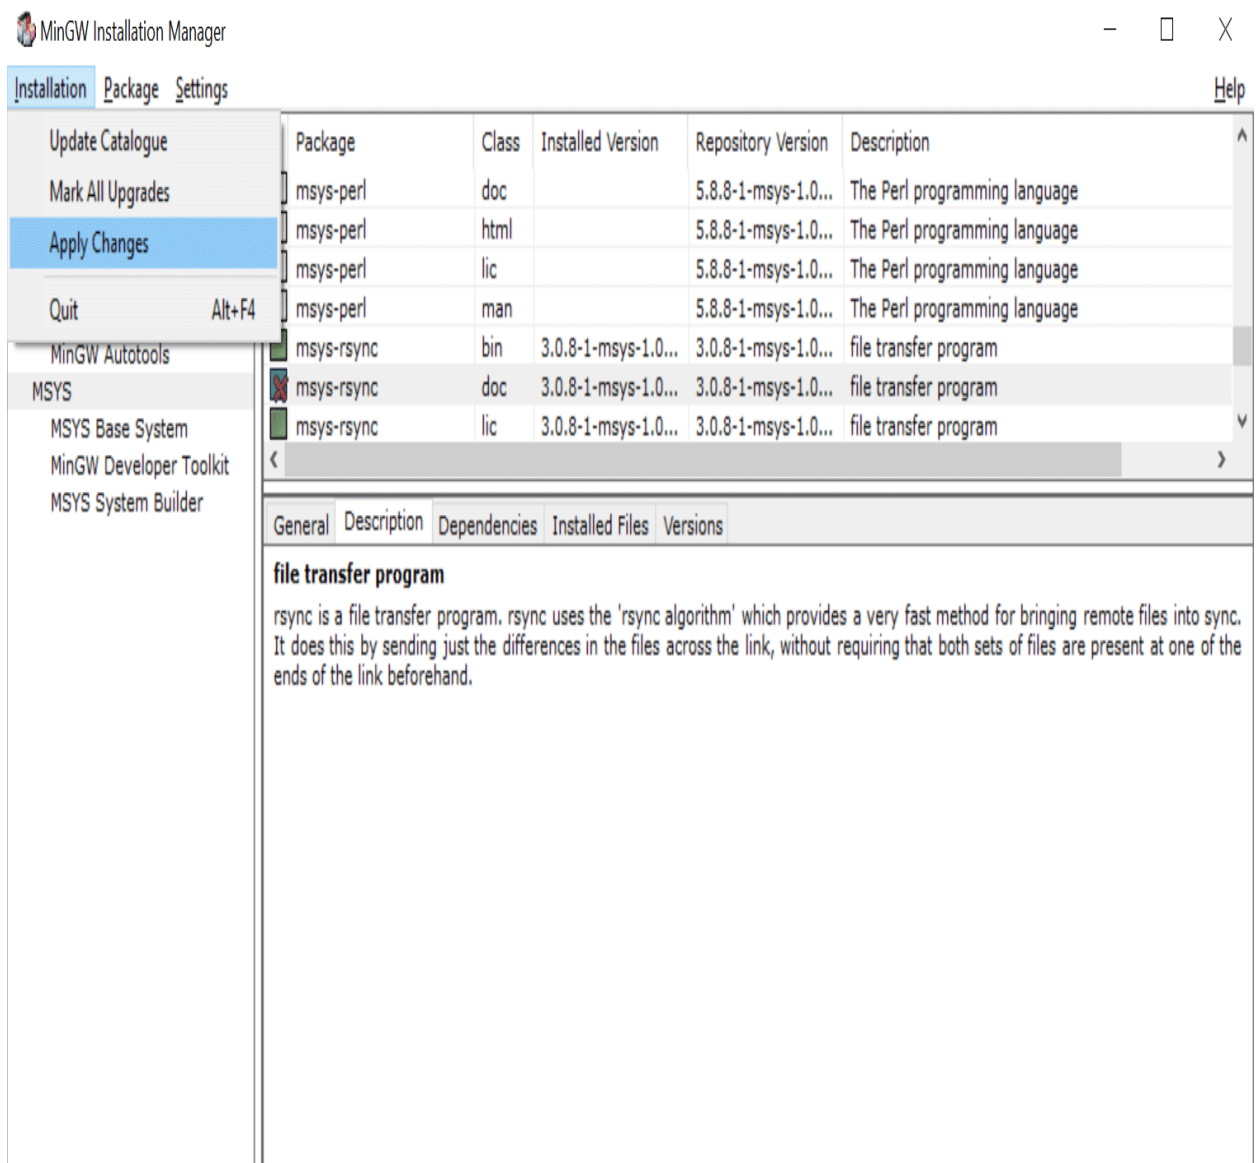 MinGW Installation Manager
Installation Package Settings Help
Update Catalogue
Mark All Upgrades
Apply Changes
Quit Alt+F4
MinGW Autotools
MSYS
MSYS Base System
MinGW Developer Toolkit
MSYS System Builder
Package Class Installed Version Repository Version Description
msys-perl doc 5.8.8-1-msys-1.0... The Perl programming language
msys-perl html 5.8.8-1-msys-1.0... The Perl programming language
msys-perl lic 5.8.8-1-msys-1.0... The Perl programming language
msys-perl man 5.8.8-1-msys-1.0... The Perl programming language
msys-rsync bin 3.0.8-1-msys-1.0... 3.0.8-1-msys-1.0... file transfer program
msys-rsync doc 3.0.8-1-msys-1.0... 3.0.8-1-msys-1.0... file transfer program
msys-rsync lic 3.0.8-1-msys-1.0... 3.0.8-1-msys-1.0... file transfer program
General Description Dependencies Installed Files Versions
file transfer program
rsync is a file transfer program. rsync uses the 'rsync algorithm' which provides a very fast method for bringing remote files into sync.
It does this by sending just the differences in the files across the link, without requiring that both sets of files are present at one of the
ends of the link beforehand.